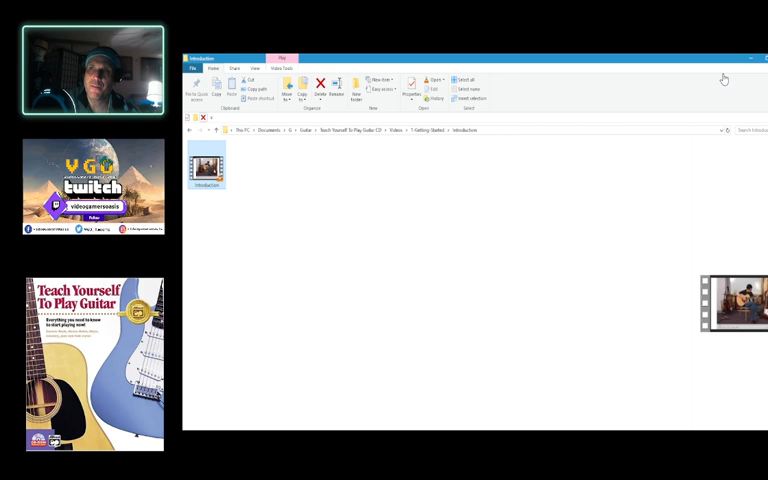 VGO
twitch
videogamersoasis
Follow
Teach Yourself
To Play Guitar
Everything you need to know
to start playing now!
Introduction
Play
File
Home
Share
View
Video Tools
Pin to Quick
access
Copy
Paste
Cut
Copy path
Paste shortcut
Clipboard
Move
to
Copy
to
Delete
Rename
Organize
New
folder
New item
Easy access
New
Properties
Open
Edit
History
Open
Select all
Select none
Invert selection
Select
This PC > Documents > G > Guitar > Teach Yourself To Play Guitar CD > Videos > 1-Getting-Started > Introduction
Search Introduc
Introduction